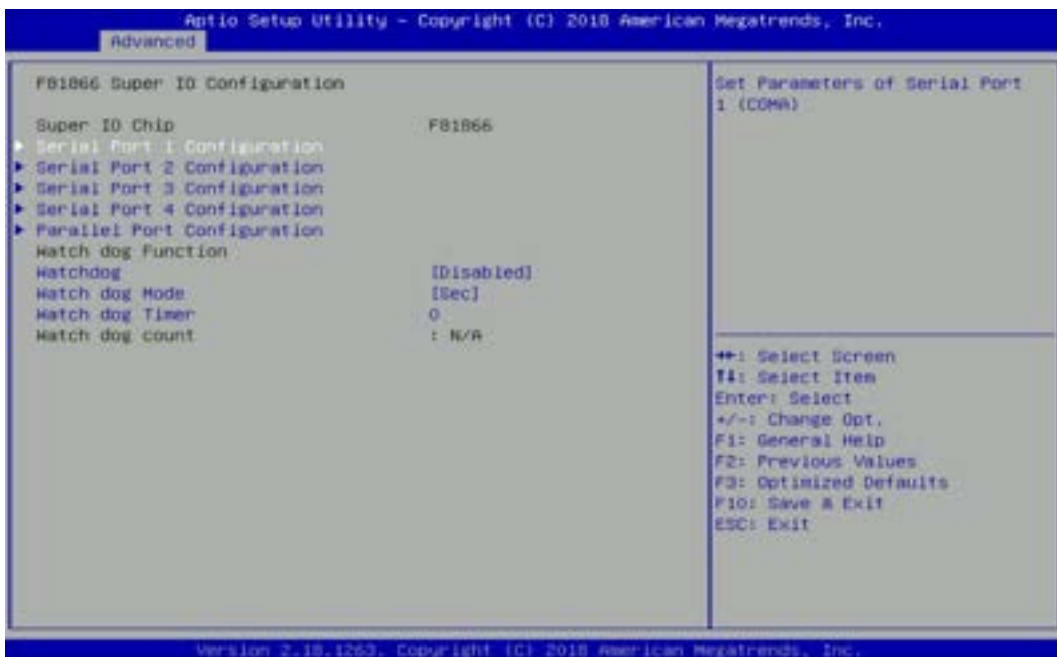 Aptio Setup Utility - Copyright (C) 2018 American Megatrends, Inc.
Advanced
F81866 Super IO Configuration
Super IO Chip F81866
Serial Port 1 Configuration
Serial Port 2 Configuration
Serial Port 3 Configuration
Serial Port 4 Configuration
Parallel Port Configuration
Watch dog Function
Watchdog [Disabled]
Watch dog Mode [Sec]
Watch dog Timer 0
Watch dog count : N/A
Set Parameters of Serial Port
1 (COMA)
→←: Select Screen
↑↓: Select Item
Enter: Select
+/-: Change Opt.
F1: General Help
F2: Previous Values
F3: Optimized Defaults
F10: Save & Exit
ESC: Exit
Version 2.18.1263. Copyright (C) 2018 American Megatrends, Inc.